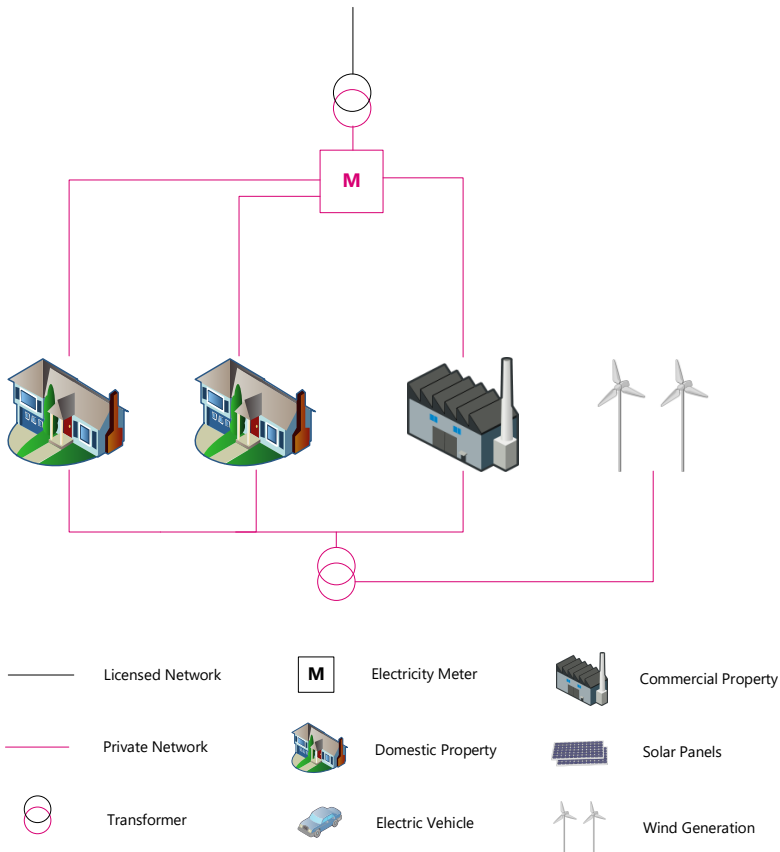 M
Licensed Network
M
Electricity Meter
Commercial Property
Private Network
Domestic Property
Solar Panels
Transformer
Electric Vehicle
Wind Generation